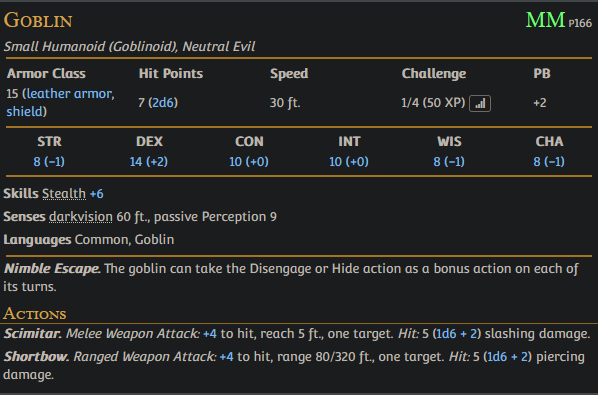 Goblin
MM P166
Small Humanoid (Goblinoid), Neutral Evil
Armor Class Hit Points Speed Challenge PB
15 (leather armor, shield) 7 (2d6) 30 ft. 1/4 (50 XP) +2
STR DEX CON INT WIS CHA
8 (–1) 14 (+2) 10 (+0) 10 (+0) 8 (–1) 8 (–1)
Skills Stealth +6
Senses darkvision 60 ft., passive Perception 9
Languages Common, Goblin
Nimble Escape. The goblin can take the Disengage or Hide action as a bonus action on each of
its turns.
Actions
Scimitar. Melee Weapon Attack: +4 to hit, reach 5 ft., one target. Hit: 5 (1d6 + 2) slashing damage.
Shortbow. Ranged Weapon Attack: +4 to hit, range 80/320 ft., one target. Hit: 5 (1d6 + 2) piercing
damage.